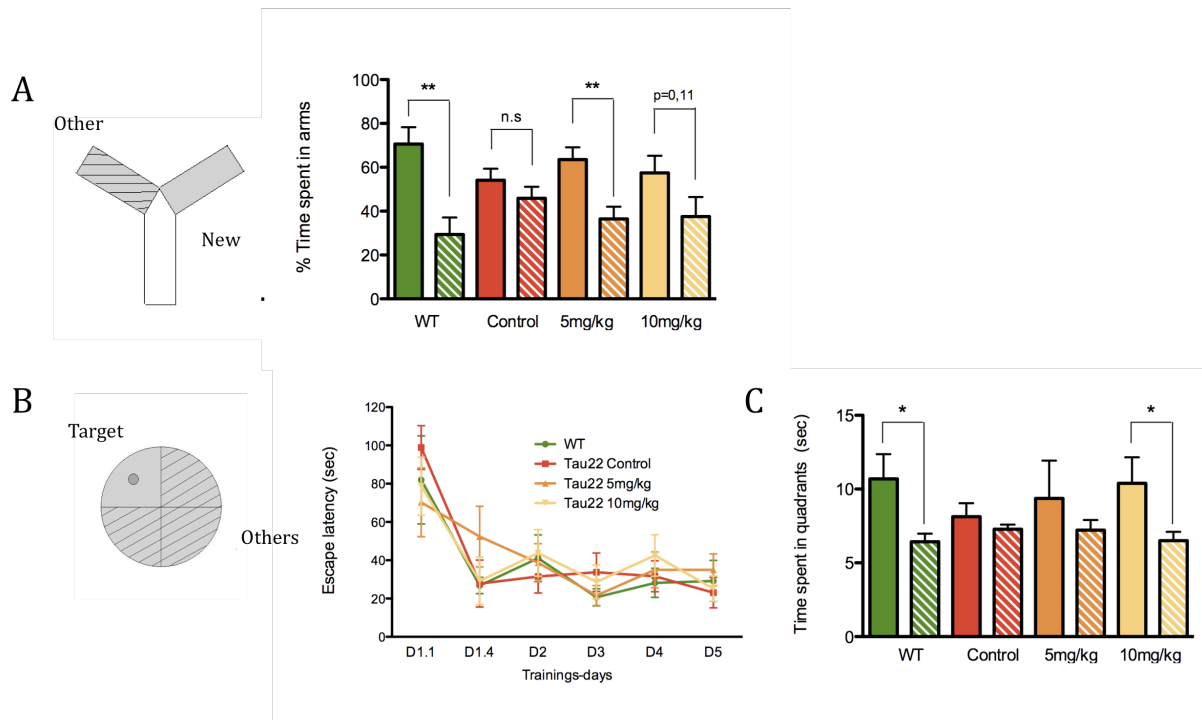 A
Other
New
.
% Time spent in arms
100
80
60
40
20
0
**
n.s
**
p=0,11
WT
Control
5mg/kg
10mg/kg
B
Target
Others
Escape latency (sec)
120
100
80
60
40
20
0
WT
Tau22 Control
Tau22 5mg/kg
Tau22 10mg/kg
D1.1
D1.4
D2
D3
D4
D5
Trainings-days
C
Time spent in quadrants (sec)
15
10
5
0
*
*
WT
Control
5mg/kg
10mg/kg